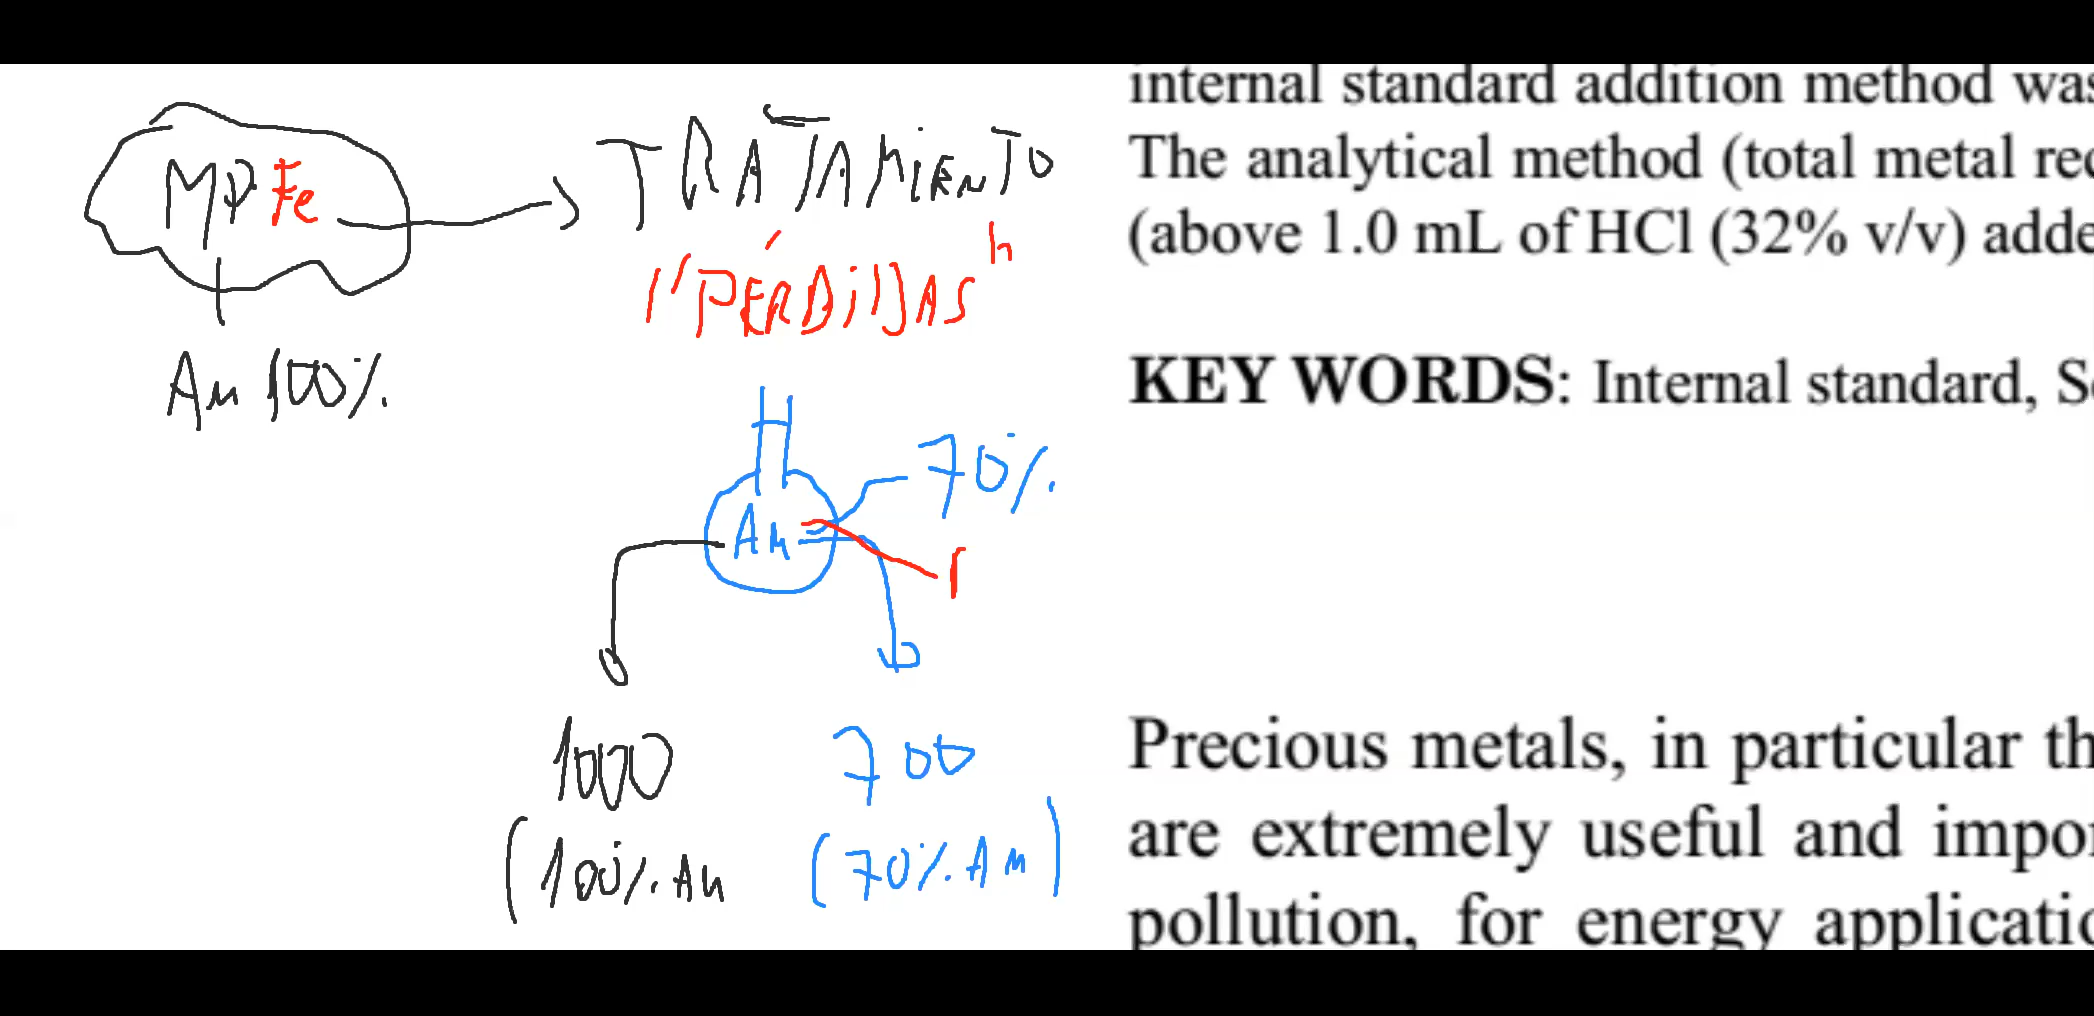 MP Fe
TRATAMIENTO
"PÉRDIDAS"
Au 100%
70%
Au
1000
700
(100% Au
(70% Au)
internal standard addition method was
The analytical method (total metal rec
(above 1.0 mL of HCl (32% v/v) adde
KEY WORDS: Internal standard, S
Precious metals, in particular th
are extremely useful and impor
pollution, for energy applicatio